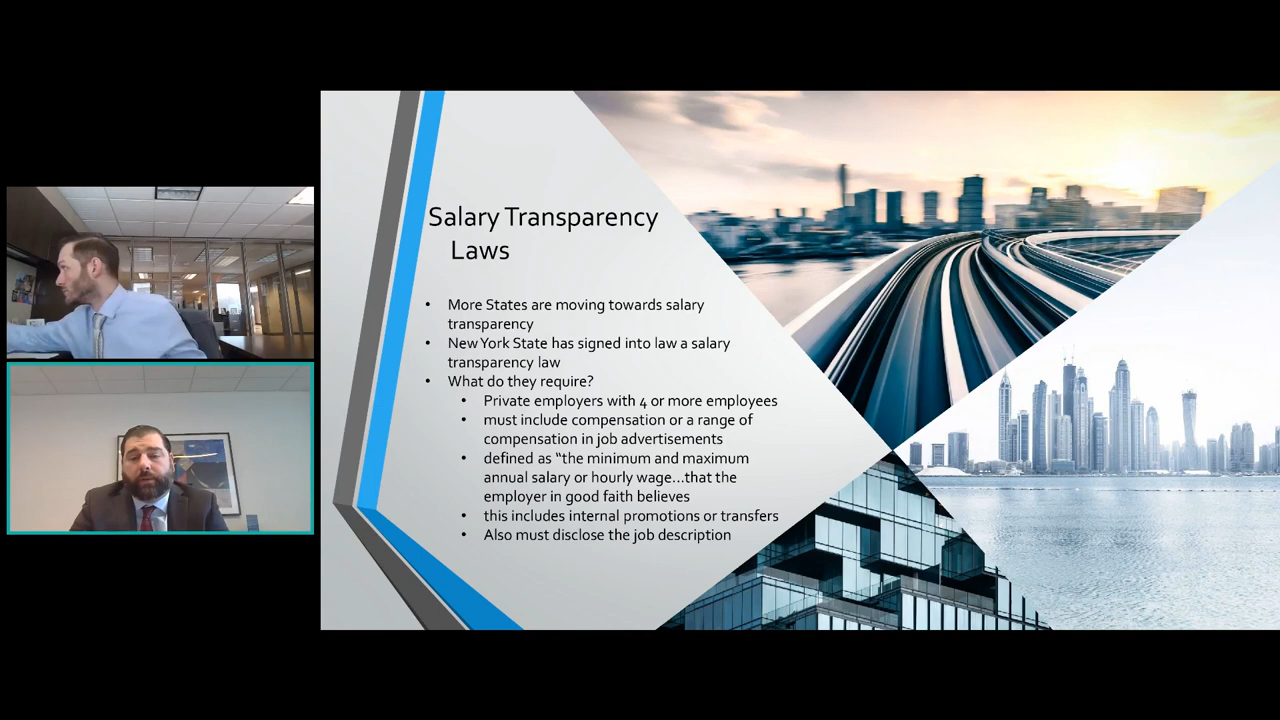 Salary Transparency
Laws
• More States are moving towards salary
transparency
• New York State has signed into law a salary
transparency law
• What do they require?
• Private employers with 4 or more employees
• must include compensation or a range of
compensation in job advertisements
• defined as “the minimum and maximum
annual salary or hourly wage…that the
employer in good faith believes
• this includes internal promotions or transfers
• Also must disclose the job description